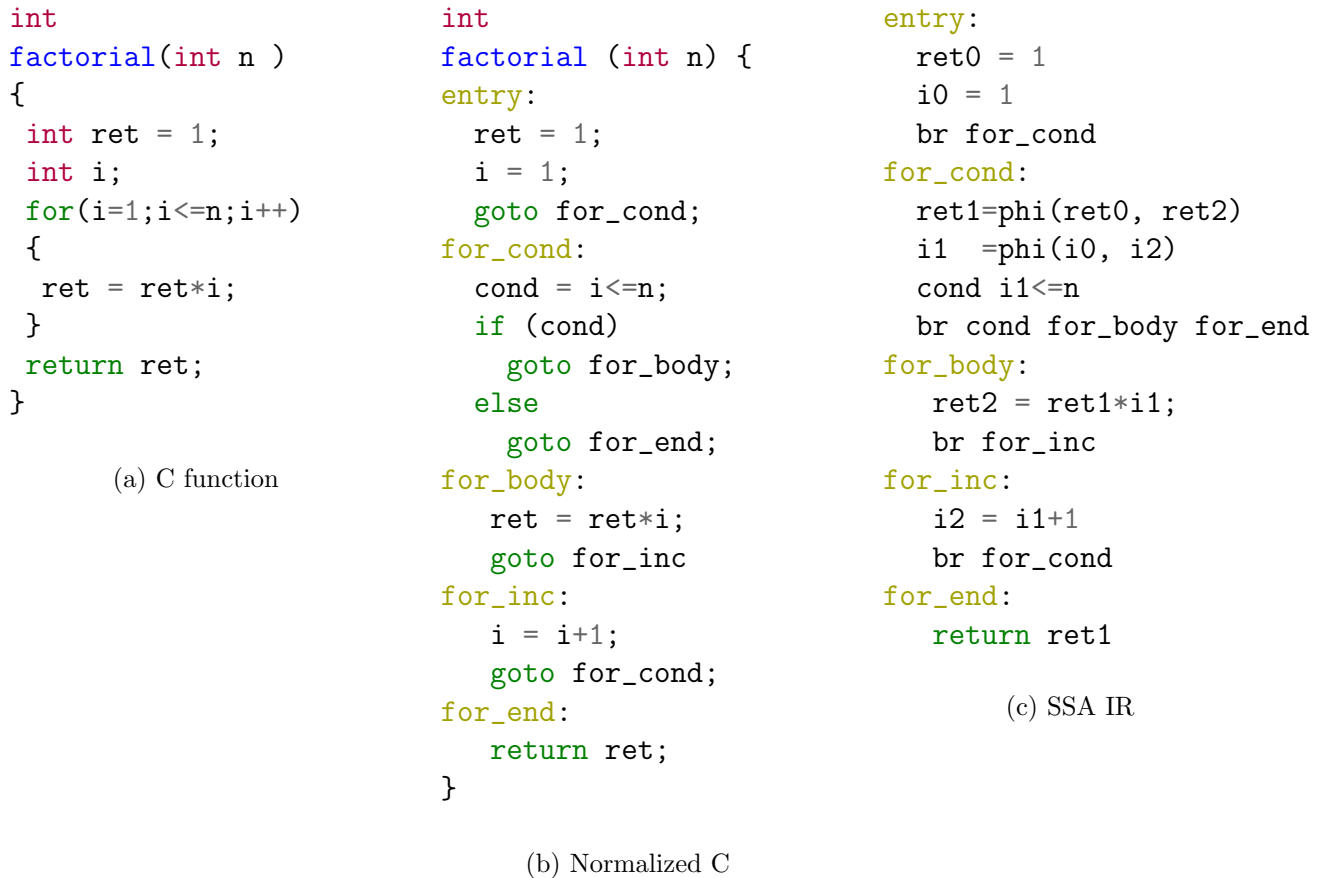 int
factorial(int n )
{
 int ret = 1;
 int i;
 for(i=1;i<=n;i++)
 {
  ret = ret*i;
 }
 return ret;
}
(a) C function
int
factorial (int n) {
entry:
  ret = 1;
  i = 1;
  goto for_cond;
for_cond:
  cond = i<=n;
  if (cond)
    goto for_body;
  else
    goto for_end;
for_body:
   ret = ret*i;
   goto for_inc
for_inc:
   i = i+1;
   goto for_cond;
for_end:
   return ret;
}
(b) Normalized C
entry:
  ret0 = 1
  i0 = 1
  br for_cond
for_cond:
  ret1=phi(ret0, ret2)
  i1  =phi(i0, i2)
  cond i1<=n
  br cond for_body for_end
for_body:
   ret2 = ret1*i1;
   br for_inc
for_inc:
   i2 = i1+1
   br for_cond
for_end:
   return ret1
(c) SSA IR